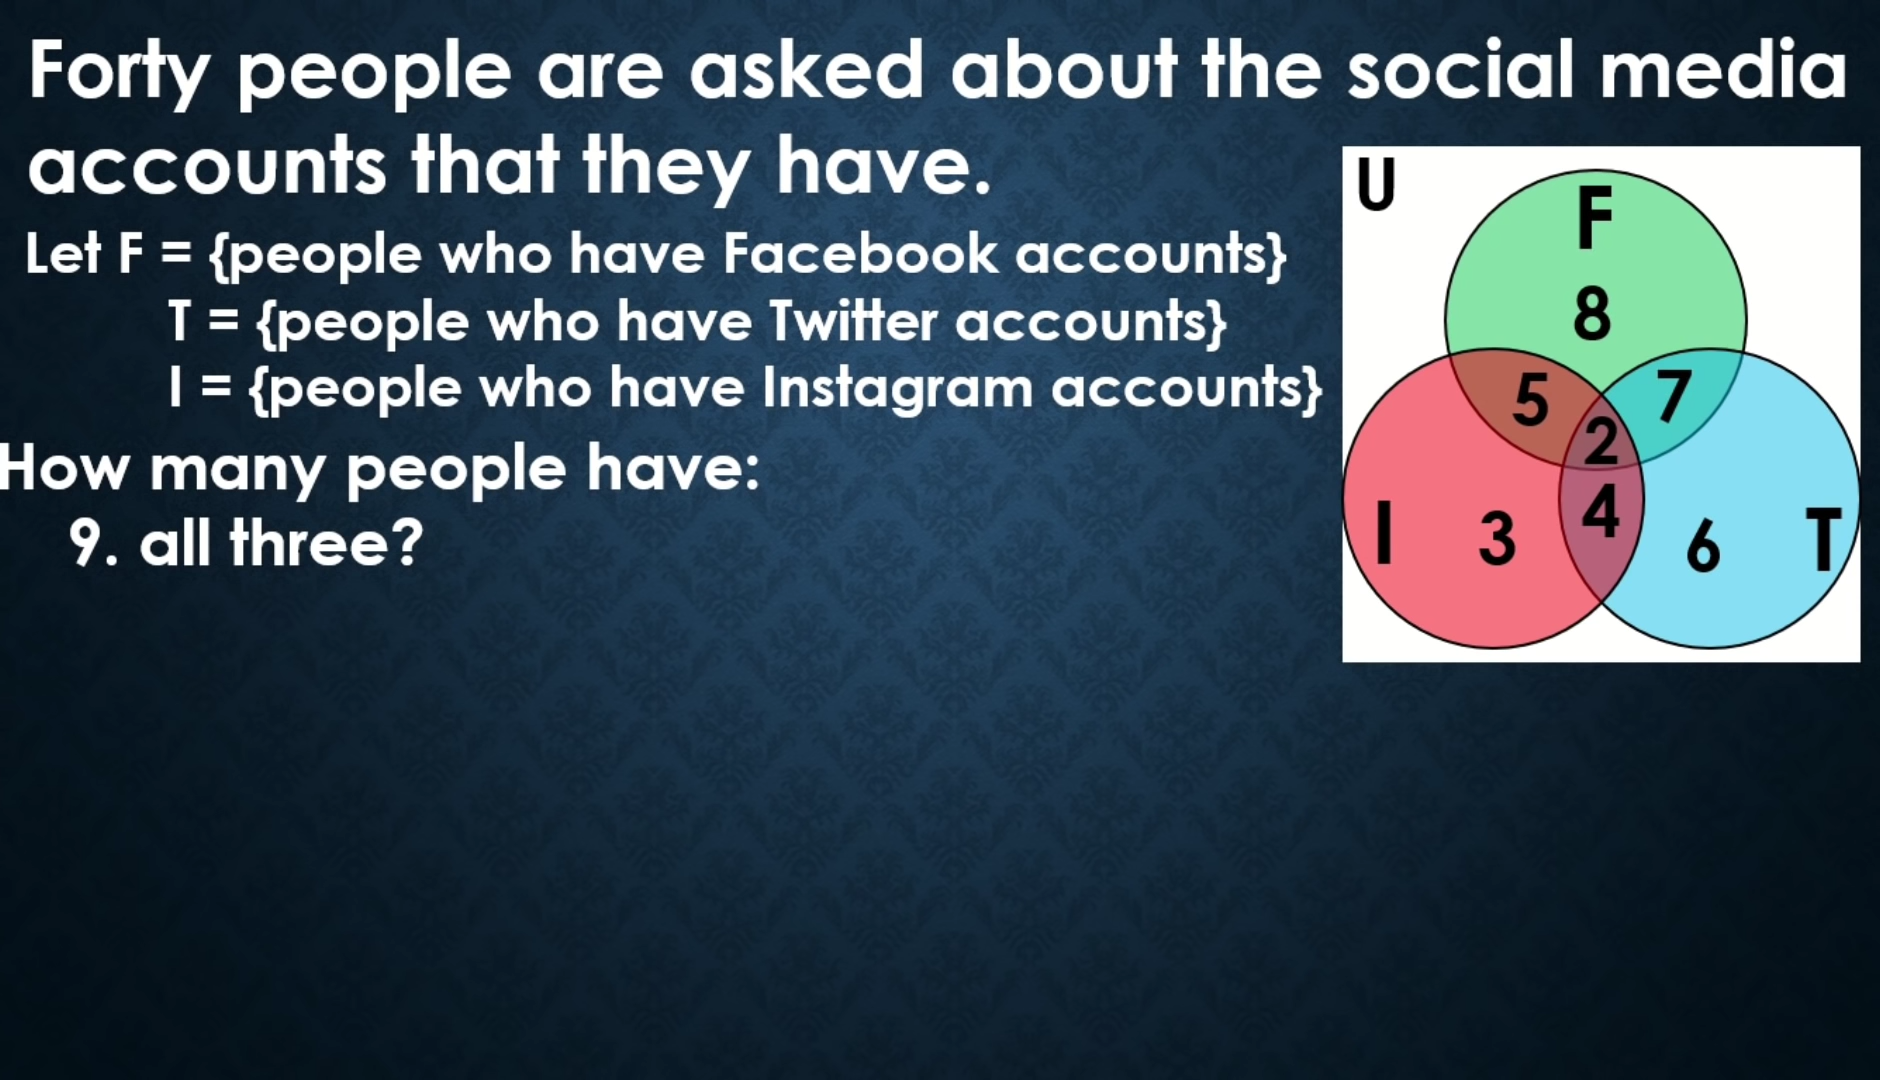 Forty people are asked about the social media
accounts that they have.
Let F = {people who have Facebook accounts}
T = {people who have Twitter accounts}
I = {people who have Instagram accounts}
How many people have:
9. all three?
U
F
8
5
7
2
4
I
3
6
T